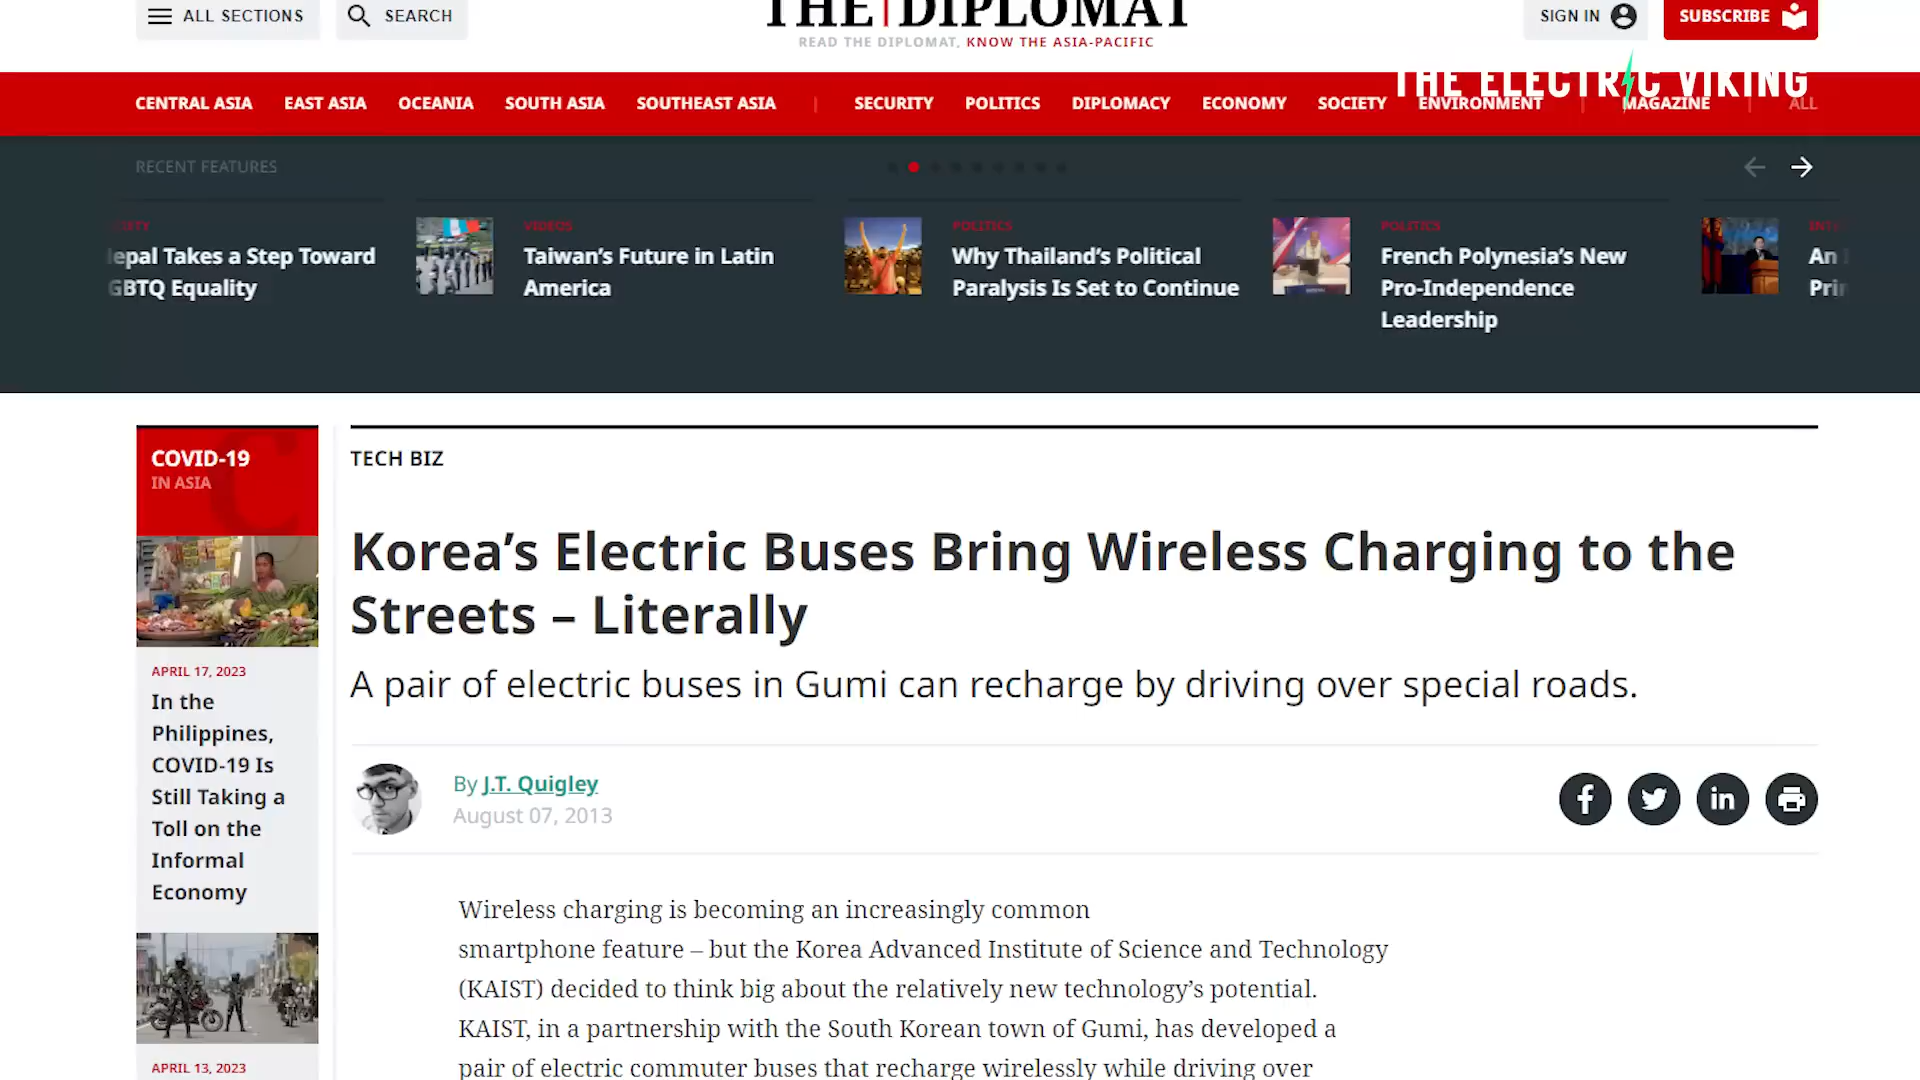 ALL SECTIONS
SEARCH
THE DIPLOMAT
READ THE DIPLOMAT, KNOW THE ASIA-PACIFIC
SIGN IN
SUBSCRIBE
THE ELECTRIC VIKING
CENTRAL ASIA EAST ASIA OCEANIA SOUTH ASIA SOUTHEAST ASIA | SECURITY POLITICS DIPLOMACY ECONOMY SOCIETY ENVIRONMENT | MAGAZINE | ALL
RECENT FEATURES
Takes a Step Toward
GBTQ Equality
VIDEOS
Taiwan's Future in Latin
America
POLITICS
Why Thailand's Political
Paralysis Is Set to Continue
POLITICS
French Polynesia's New
Pro-Independence
Leadership
An
COVID-19
IN ASIA
APRIL 17, 2023
In the
Philippines,
COVID-19 Is
Still Taking a
Toll on the
Informal
Economy
APRIL 13, 2023
TECH BIZ
Korea's Electric Buses Bring Wireless Charging to the
Streets – Literally
A pair of electric buses in Gumi can recharge by driving over special roads.
By J.T. Quigley
August 07, 2013
Wireless charging is becoming an increasingly common
smartphone feature – but the Korea Advanced Institute of Science and Technology
(KAIST) decided to think big about the relatively new technology's potential.
KAIST, in a partnership with the South Korean town of Gumi, has developed a
pair of electric commuter buses that recharge wirelessly while driving over